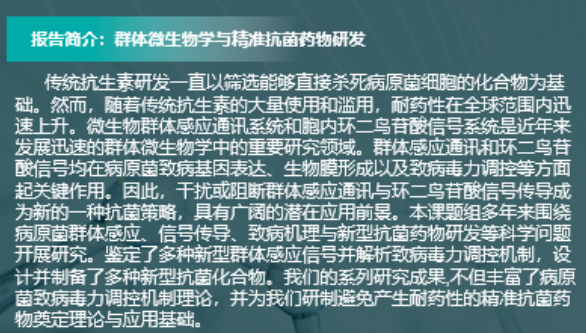 报告简介：群体微生物学与精准抗菌药物研发
传统抗生素研发一直以筛选能够直接杀死病原菌细胞的化合物为基
础。然而，随着传统抗生素的大量使用和滥用，耐药性在全球范围内迅
速上升。微生物群体感应通讯系统和胞内环二鸟苷酸信号系统是近年来
发展迅速的群体微生物学中的重要研究领域。群体感应通讯和环二鸟苷
酸信号均在病原菌致病基因表达、生物膜形成以及致病毒力调控等方面
起关键作用。因此，干扰或阻断群体感应通讯与环二鸟苷酸信号传导成
为新的一种抗菌策略，具有广阔的潜在应用前景。本课题组多年来围绕
病原菌群体感应、信号传导、致病机理与新型抗菌药物研发等科学问题
开展研究。鉴定了多种新型群体感应信号并解析致病毒力调控机制，设
计并制备了多种新型抗菌化合物。我们的系列研究成果,不但丰富了病原
菌致病毒力调控机制理论，并为我们研制避免产生耐药性的精准抗菌药
物奠定理论与应用基础。